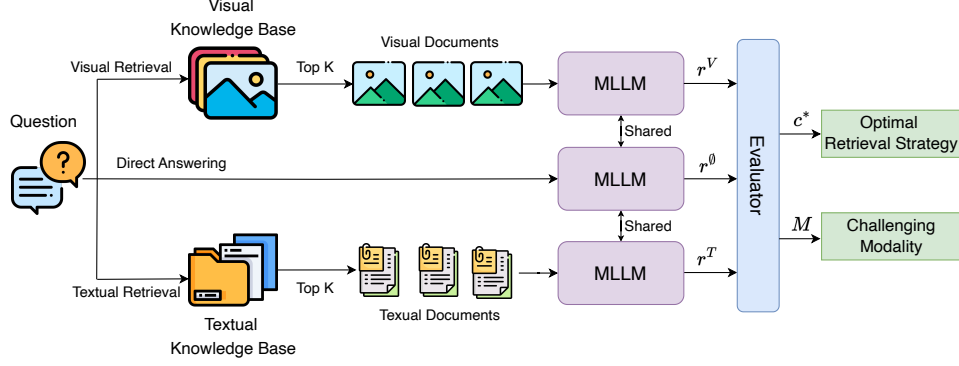 Visual
Knowledge Base
Visual Documents
Visual Retrieval
Top K
MLLM
r^V
Question
Shared
c^*
Optimal
Retrieval Strategy
Direct Answering
MLLM
r^∅
Evaluator
Shared
M
Challenging
Modality
Textual Retrieval
Top K
MLLM
r^T
Texual Documents
Textual
Knowledge Base